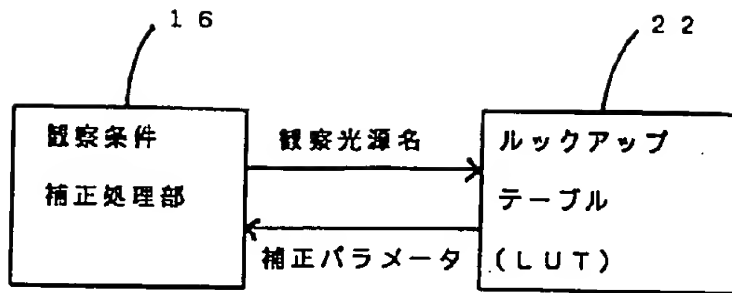 16
22
観察条件
補正処理部
観察光源名
補正パラメータ
ルックアップ
テーブル
(LUT)